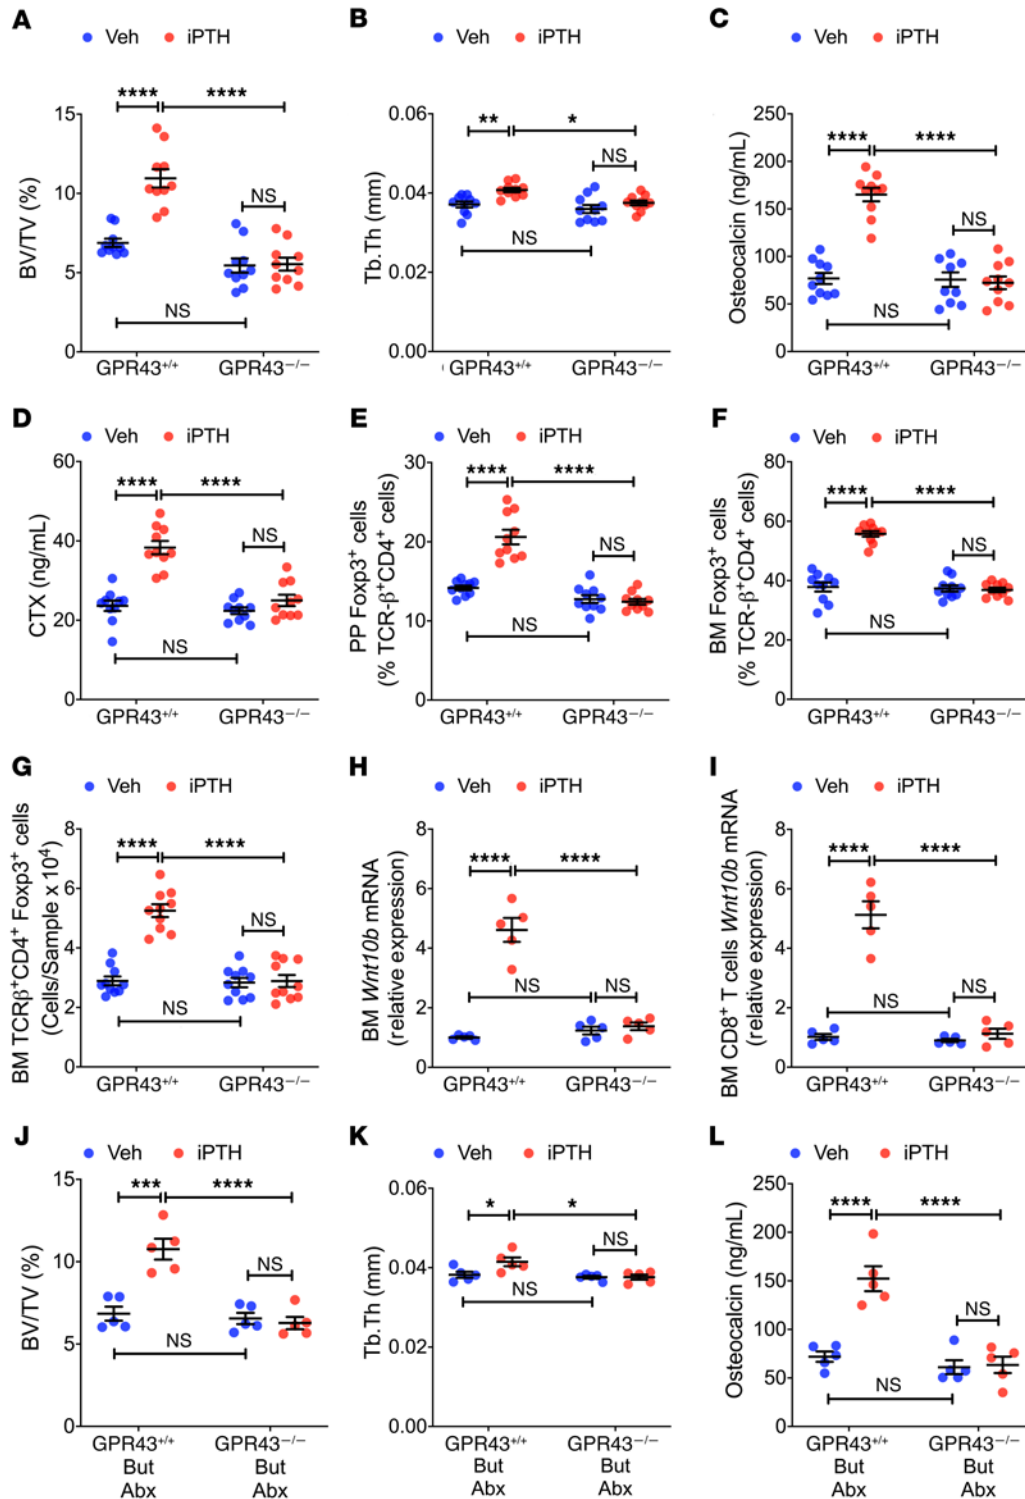 A
Veh iPTH
BV/TV (%)
15
10
5
0
****
****
NS
NS
GPR43+/+
GPR43−/−
B
Veh iPTH
Tb.Th (mm)
0.06
0.04
0.02
0.00
**
*
NS
NS
GPR43+/+
GPR43−/−
C
Veh iPTH
Osteocalcin (ng/mL)
250
200
150
100
50
0
****
****
NS
NS
GPR43+/+
GPR43−/−
D
Veh iPTH
CTX (ng/mL)
60
40
20
0
****
****
NS
NS
GPR43+/+
GPR43−/−
E
Veh iPTH
PP Foxp3+ cells
(% TCR-β+CD4+ cells)
30
20
10
0
****
****
NS
NS
GPR43+/+
GPR43−/−
F
Veh iPTH
BM Foxp3+ cells
(% TCR-β+CD4+ cells)
80
60
40
20
0
****
****
NS
NS
GPR43+/+
GPR43−/−
G
Veh iPTH
BM TCRβ+CD4+ Foxp3+ cells
(Cells/Sample x 10⁴)
8
6
4
2
0
****
****
NS
NS
GPR43+/+
GPR43−/−
H
Veh iPTH
BM Wnt10b mRNA
(relative expression)
8
6
4
2
0
****
****
NS
NS
GPR43+/+
GPR43−/−
I
Veh iPTH
BM CD8+ T cells Wnt10b mRNA
(relative expression)
8
6
4
2
0
****
****
NS
NS
GPR43+/+
GPR43−/−
J
Veh iPTH
BV/TV (%)
15
10
5
0
***
****
NS
NS
GPR43+/+
But
Abx
GPR43−/−
But
Abx
K
Veh iPTH
Tb.Th (mm)
0.06
0.04
0.02
0.00
*
*
NS
NS
GPR43+/+
But
Abx
GPR43−/−
But
Abx
L
Veh iPTH
Osteocalcin (ng/mL)
250
200
150
100
50
0
****
****
NS
NS
GPR43+/+
But
Abx
GPR43−/−
But
Abx